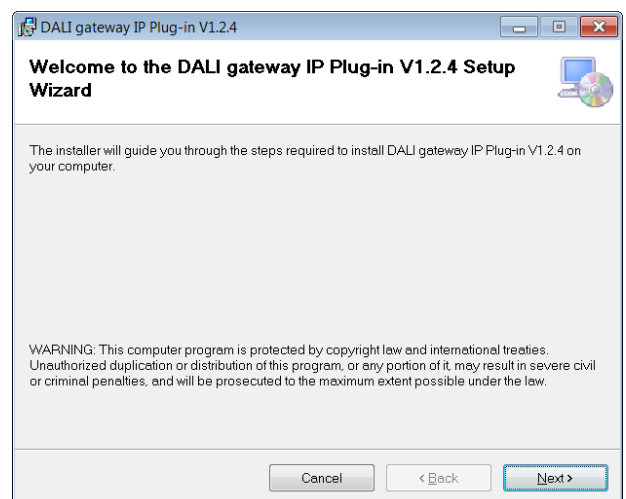 DALI gateway IP Plug-in V1.2.4
Welcome to the DALI gateway IP Plug-in V1.2.4 Setup
Wizard
The installer will guide you through the steps required to install DALI gateway IP Plug-in V1.2.4 on
your computer.
WARNING: This computer program is protected by copyright law and international treaties.
Unauthorized duplication or distribution of this program, or any portion of it, may result in severe civil
or criminal penalties, and will be prosecuted to the maximum extent possible under the law.
Cancel
< Back
Next >